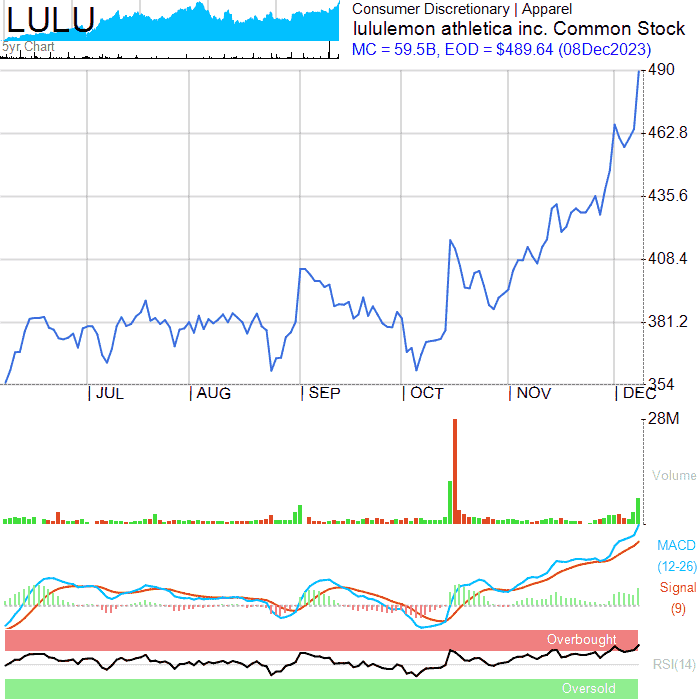 LULU
5yr Chart
Consumer Discretionary | Apparel
lululemon athletica inc. Common Stock
MC = 59.5B, EOD = $489.64 (08Dec2023)
490
462.8
435.6
408.4
381.2
354
JUL AUG SEP OCT NOV DEC
28M
Volume
MACD
(12-26)
Signal
(9)
Overbought
RSI(14)
Oversold